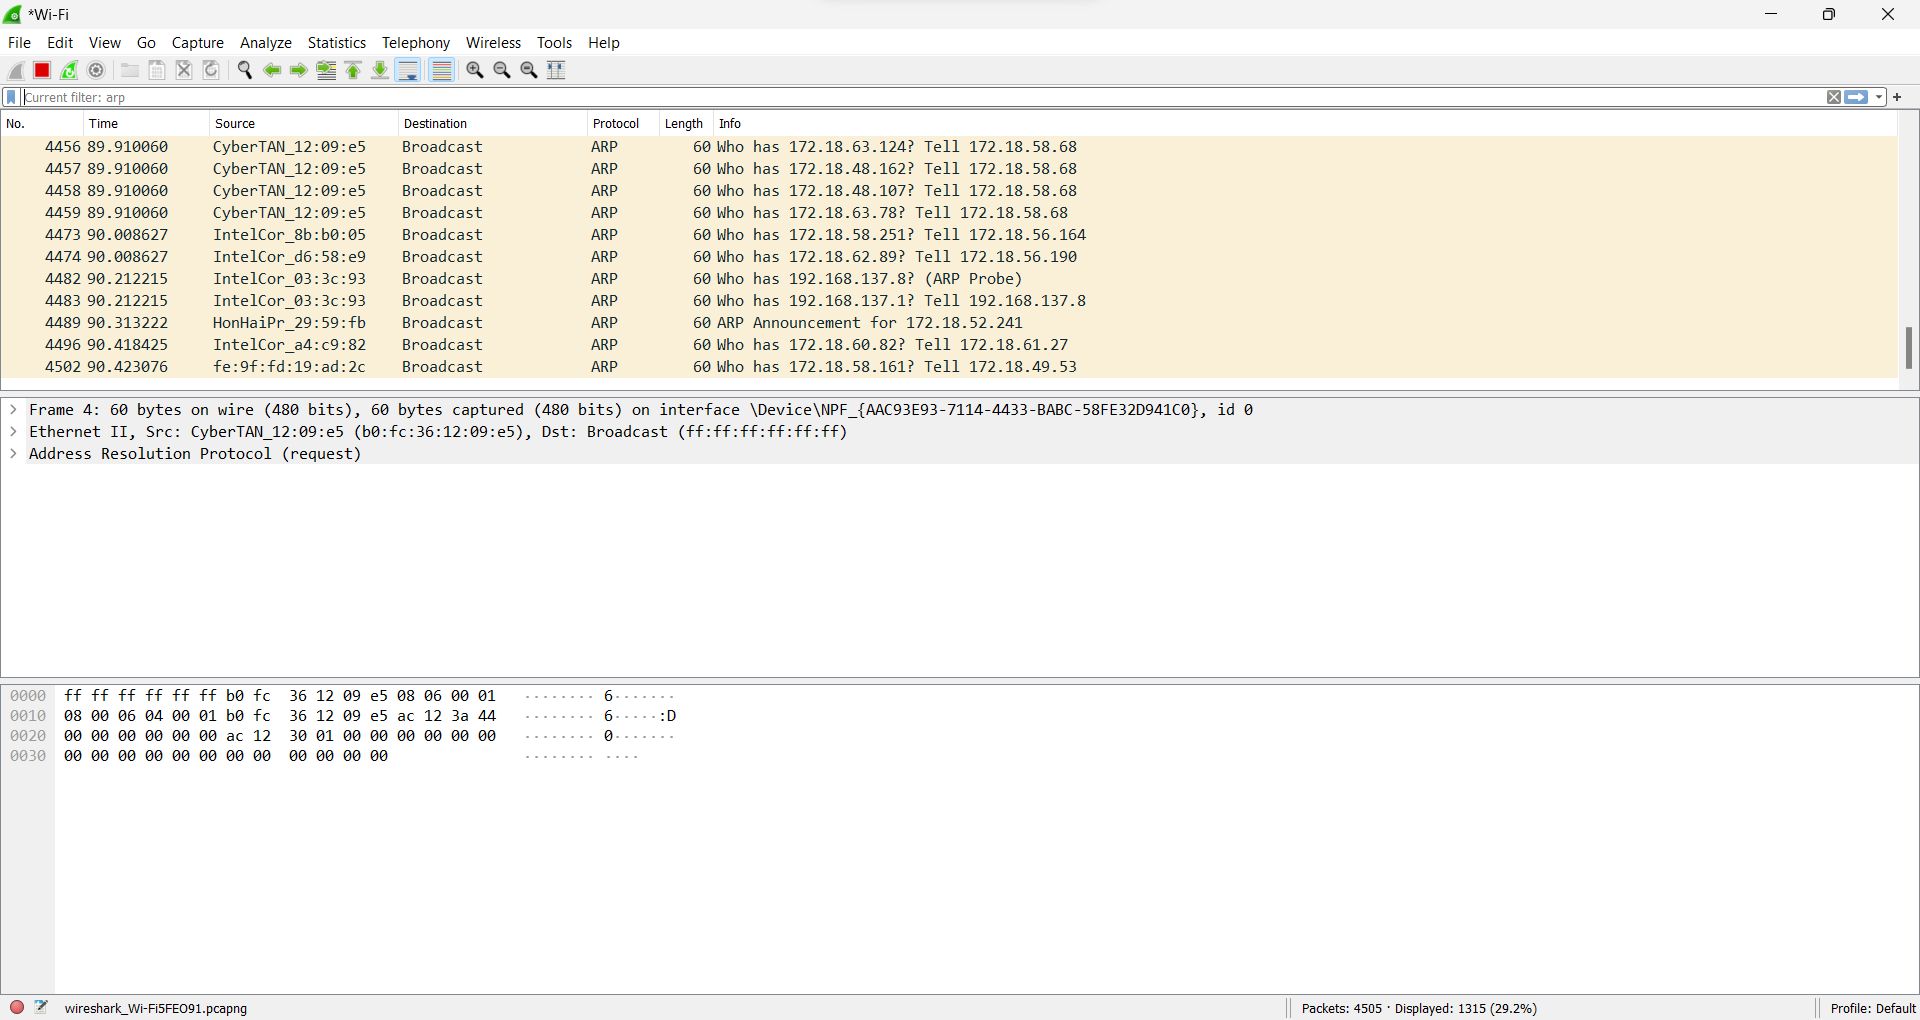 *Wi-Fi
File Edit View Go Capture Analyze Statistics Telephony Wireless Tools Help
Current filter: arp
No. Time Source Destination Protocol Length Info
4456 89.910060 CyberTAN_12:09:e5 Broadcast ARP 60 Who has 172.18.63.124? Tell 172.18.58.68
4457 89.910060 CyberTAN_12:09:e5 Broadcast ARP 60 Who has 172.18.48.162? Tell 172.18.58.68
4458 89.910060 CyberTAN_12:09:e5 Broadcast ARP 60 Who has 172.18.48.107? Tell 172.18.58.68
4459 89.910060 CyberTAN_12:09:e5 Broadcast ARP 60 Who has 172.18.63.78? Tell 172.18.58.68
4473 90.008627 IntelCor_8b:b0:05 Broadcast ARP 60 Who has 172.18.58.251? Tell 172.18.56.164
4474 90.008627 IntelCor_d6:58:e9 Broadcast ARP 60 Who has 172.18.62.89? Tell 172.18.56.190
4482 90.212215 IntelCor_03:3c:93 Broadcast ARP 60 Who has 192.168.137.8? (ARP Probe)
4483 90.212215 IntelCor_03:3c:93 Broadcast ARP 60 Who has 192.168.137.1? Tell 192.168.137.8
4489 90.313222 HonHaiPr_29:59:fb Broadcast ARP 60 ARP Announcement for 172.18.52.241
4496 90.418425 IntelCor_a4:c9:82 Broadcast ARP 60 Who has 172.18.60.82? Tell 172.18.61.27
4502 90.423076 fe:9f:fd:19:ad:2c Broadcast ARP 60 Who has 172.18.58.161? Tell 172.18.49.53
Frame 4: 60 bytes on wire (480 bits), 60 bytes captured (480 bits) on interface \Device\NPF_{AAC93E93-7114-4433-BABC-58FE32D941C0}, id 0
Ethernet II, Src: CyberTAN_12:09:e5 (b0:fc:36:12:09:e5), Dst: Broadcast (ff:ff:ff:ff:ff:ff)
Address Resolution Protocol (request)
0000 ff ff ff ff ff ff b0 fc 36 12 09 e5 08 06 00 01 ········ 6·······
0010 08 00 06 04 00 01 b0 fc 36 12 09 e5 ac 12 3a 44 ········ 6·····:D
0020 00 00 00 00 00 00 ac 12 30 01 00 00 00 00 00 00 ········ 0·······
0030 00 00 00 00 00 00 00 00 00 00 00 00 ········ ····
wireshark_Wi-Fi5FEO91.pcapng Packets: 4505 · Displayed: 1315 (29.2%) Profile: Default